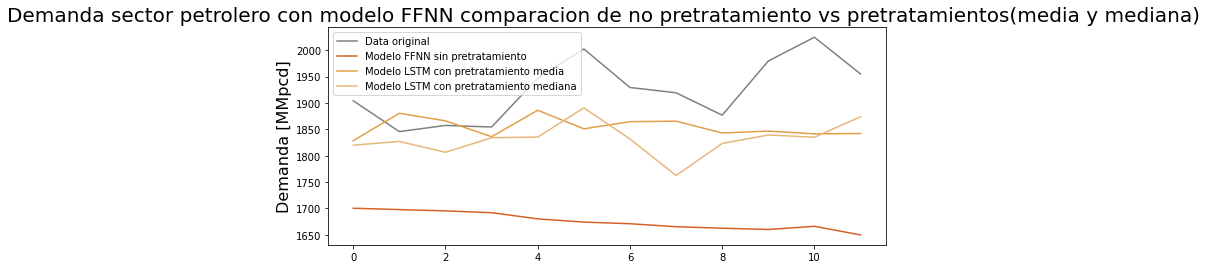 Demanda sector petrolero con modelo FFNN comparacion de no pretratamiento vs pretratamientos(media y mediana)
Data original
Modelo FFNN sin pretratamiento
Modelo LSTM con pretratamiento media
Modelo LSTM con pretratamiento mediana
Demanda [MMpcd]
2000
1950
1900
1850
1800
1750
1700
1650
0
2
4
6
8
10